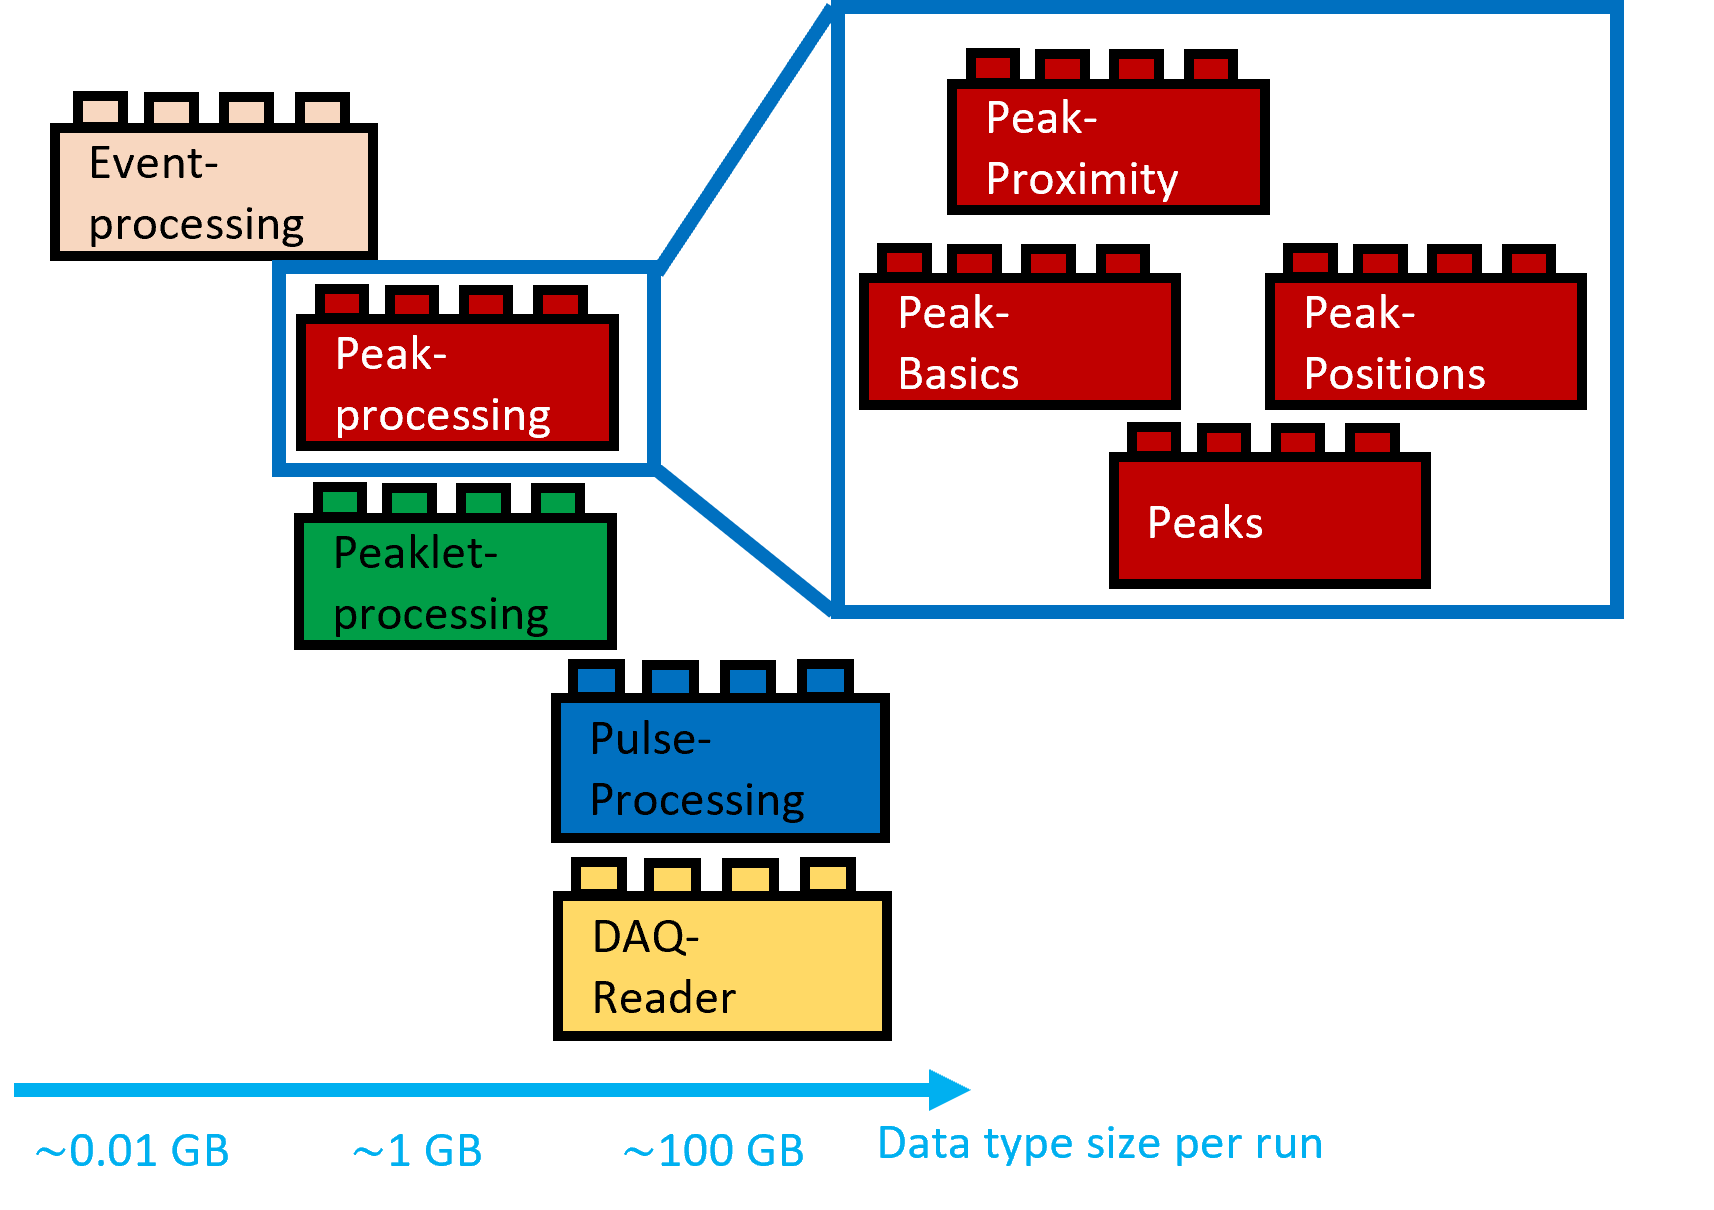 Event-
processing
Peak-
processing
Peaklet-
processing
Pulse-
Processing
DAQ-
Reader
Peak-
Proximity
Peak-
Basics
Peak-
Positions
Peaks
~0.01 GB
~1 GB
~100 GB
Data type size per run